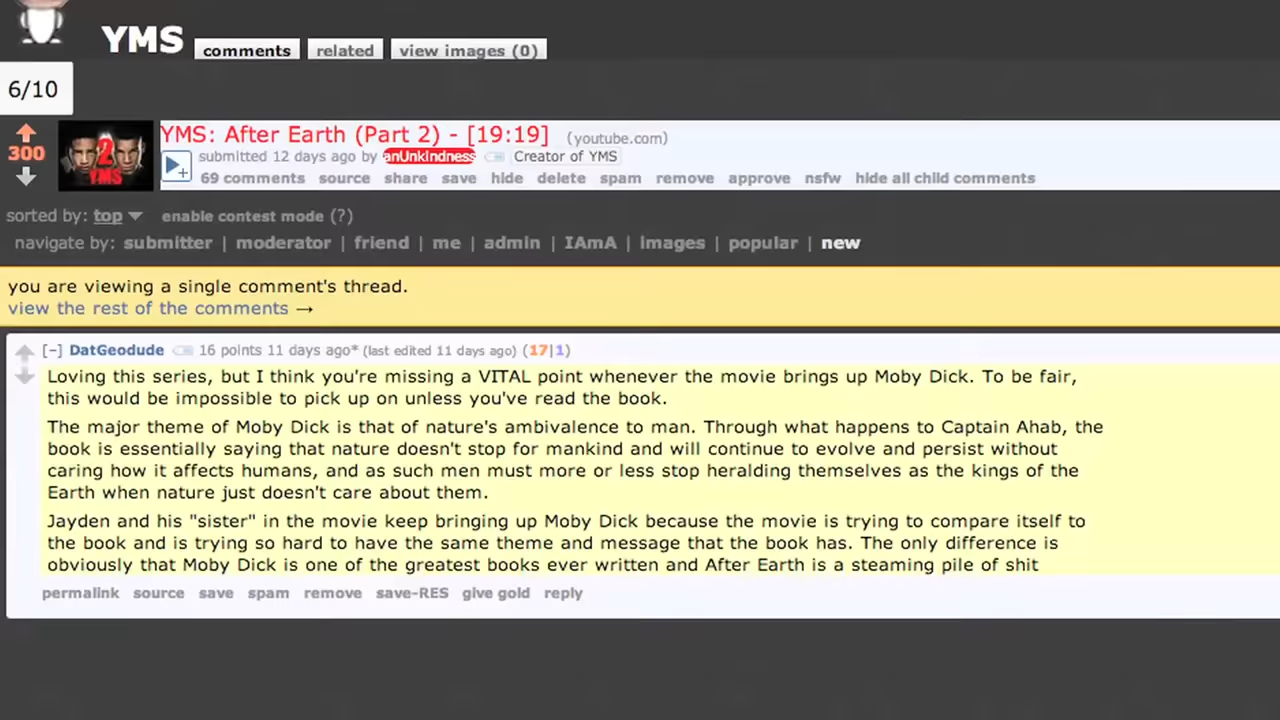 YMS comments related view images (0)
6/10
300
2
YMS
YMS: After Earth (Part 2) - [19:19] (youtube.com)
submitted 12 days ago by anUnkIndness Creator of YMS
69 comments source share save hide delete spam remove approve nsfw hide all child comments
sorted by: top enable contest mode (?)
navigate by: submitter | moderator | friend | me | admin | IAmA | images | popular | new
you are viewing a single comment's thread.
view the rest of the comments →
[–] DatGeodude 16 points 11 days ago* (last edited 11 days ago) (17|1)
Loving this series, but I think you're missing a VITAL point whenever the movie brings up Moby Dick. To be fair,
this would be impossible to pick up on unless you've read the book.
The major theme of Moby Dick is that of nature's ambivalence to man. Through what happens to Captain Ahab, the
book is essentially saying that nature doesn't stop for mankind and will continue to evolve and persist without
caring how it affects humans, and as such men must more or less stop heralding themselves as the kings of the
Earth when nature just doesn't care about them.
Jayden and his "sister" in the movie keep bringing up Moby Dick because the movie is trying to compare itself to
the book and is trying so hard to have the same theme and message that the book has. The only difference is
obviously that Moby Dick is one of the greatest books ever written and After Earth is a steaming pile of shit
permalink source save spam remove save-RES give gold reply